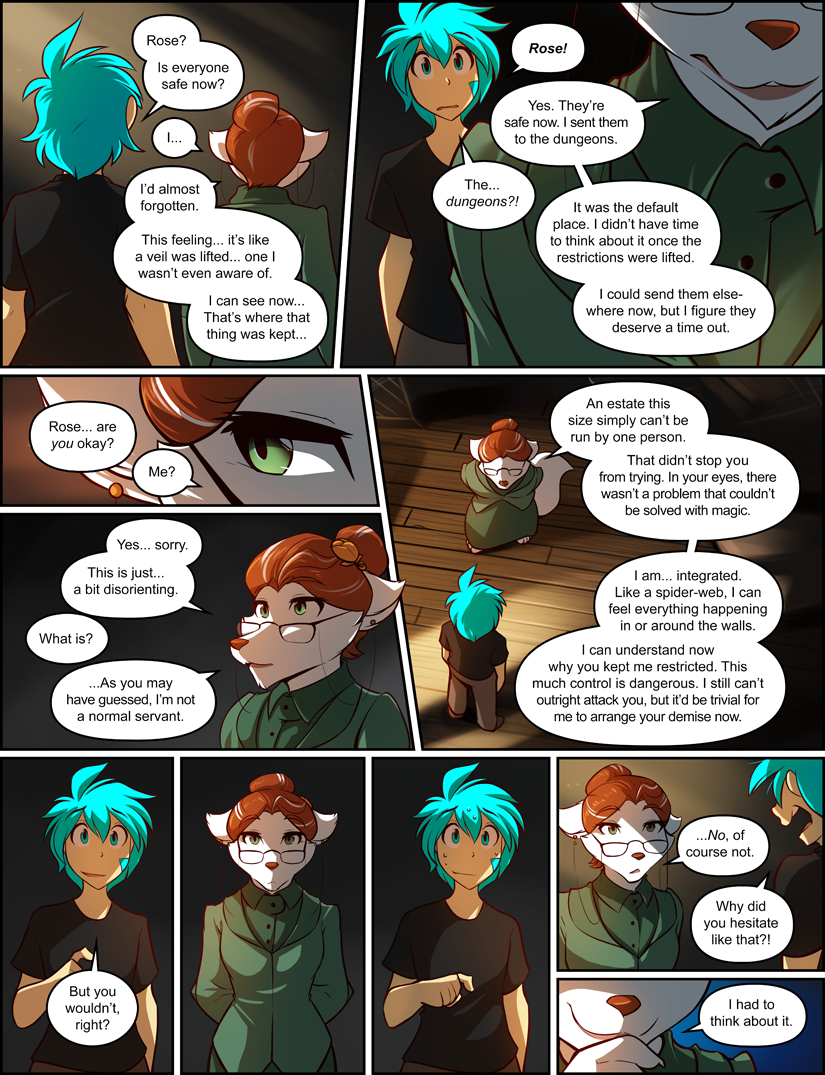 Rose?
Is everyone
safe now?
I...
I'd almost
forgotten.
This feeling... it's like
a veil was lifted... one I
wasn't even aware of.
I can see now...
That's where that
thing was kept...
Rose!
Yes. They're
safe now. I sent them
to the dungeons.
The...
dungeons?!
It was the default
place. I didn't have time
to think about it once the
restrictions were lifted.
I could send them else-
where now, but I figure they
deserve a time out.
Rose... are
you okay?
Me?
Yes... sorry.
This is just...
a bit disorienting.
What is?
...As you may
have guessed, I'm not
a normal servant.
An estate this
size simply can't be
run by one person.
That didn't stop you
from trying. In your eyes, there
wasn't a problem that couldn't
be solved with magic.
I am... integrated.
Like a spider-web, I can
feel everything happening
in or around the walls.
I can understand now
why you kept me restricted. This
much control is dangerous. I still can't
outright attack you, but it'd be trivial for
me to arrange your demise now.
But you
wouldn't,
right?
...No, of
course not.
Why did
you hesitate
like that?!
I had to
think about it.